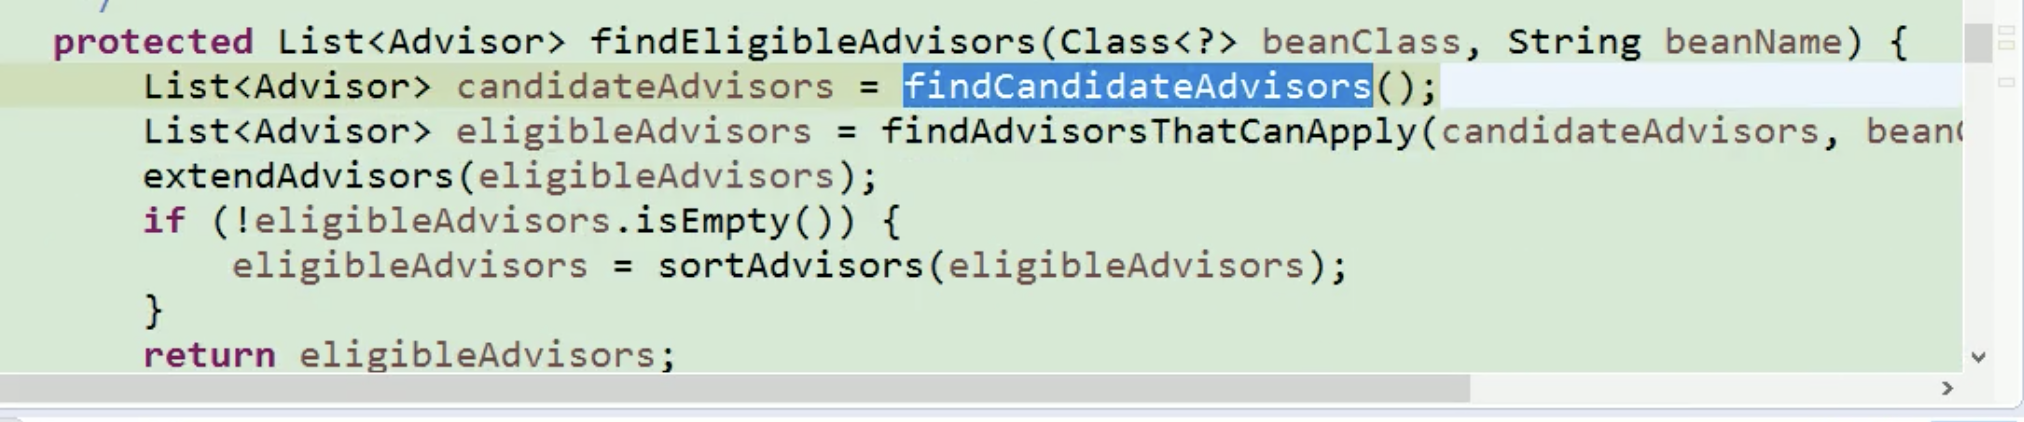 /
protected List<Advisor> findEligibleAdvisors(Class<?> beanClass, String beanName) {
List<Advisor> candidateAdvisors = findCandidateAdvisors();
List<Advisor> eligibleAdvisors = findAdvisorsThatCanApply(candidateAdvisors, bean
extendAdvisors(eligibleAdvisors);
if (!eligibleAdvisors.isEmpty()) {
eligibleAdvisors = sortAdvisors(eligibleAdvisors);
}
return eligibleAdvisors;